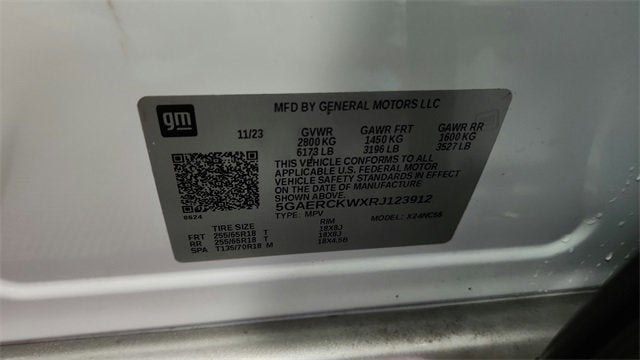 gm
MFD BY GENERAL MOTORS LLC
11/23 GVWR GAWR FRT GAWR RR
2800 KG 1450 KG 1600 KG
6173 LB 3196 LB 3527 LB
THIS VEHICLE CONFORMS TO ALL
APPLICABLE U.S. FEDERAL MOTOR
VEHICLE SAFETY STANDARDS IN EFFECT
ON THE DATE OF MANUFACTURE
SHOWN ABOVE.
5GAERCKWXRJ123912
TYPE: MPV MODEL:
6624
TIRE SIZE RIM
FRT 255/65R18 T 18X8J
RR 255/65R18 T 18X8J
SPA T135/70R18 M 18X4.5B